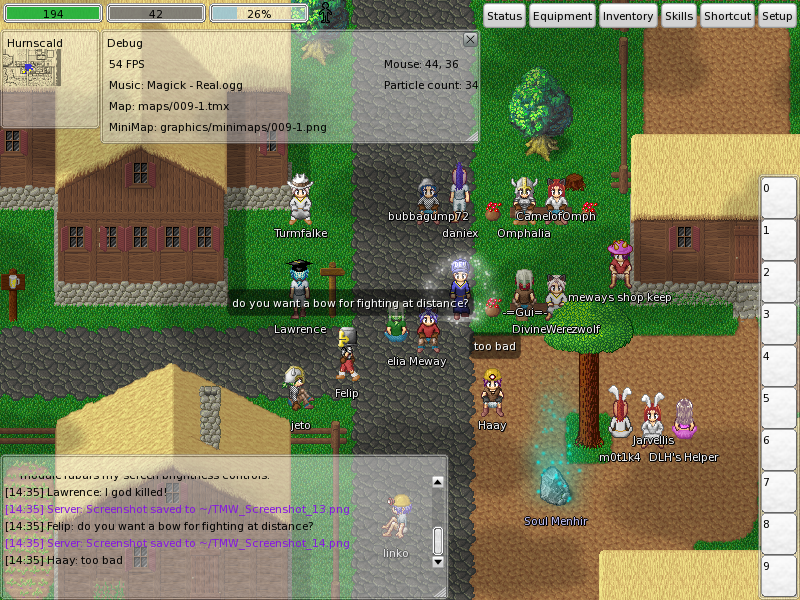 194
42
26%
Status
Equipment
Inventory
Skills
Shortcut
Setup
Hurnscald
Debug
54 FPS
Mouse: 44, 36
Music: Magick - Real.ogg
Particle count: 34
Map: maps/009-1.tmx
MiniMap: graphics/minimaps/009-1.png
bubbagump72
CamelofOmph
Turmfalke
daniex
Omphalia
meways shop keep
do you want a bow for fighting at distance?
-=Gui=-
Lawrence
DivineWerezwolf
too bad
elia
Meway
Felip
jeto
Haay
Jarvellis
m0t1k4
DLH's Helper
Soul Menhir
linko
module rubars my screen brightness controls.
[14:35] Lawrence: I god killed!
[14:35] Server: Screenshot saved to ~/TMW_Screenshot_13.png
[14:35] Felip: do you want a bow for fighting at distance?
[14:35] Server: Screenshot saved to ~/TMW_Screenshot_14.png
[14:35] Haay: too bad
0
1
2
3
4
5
6
7
8
9